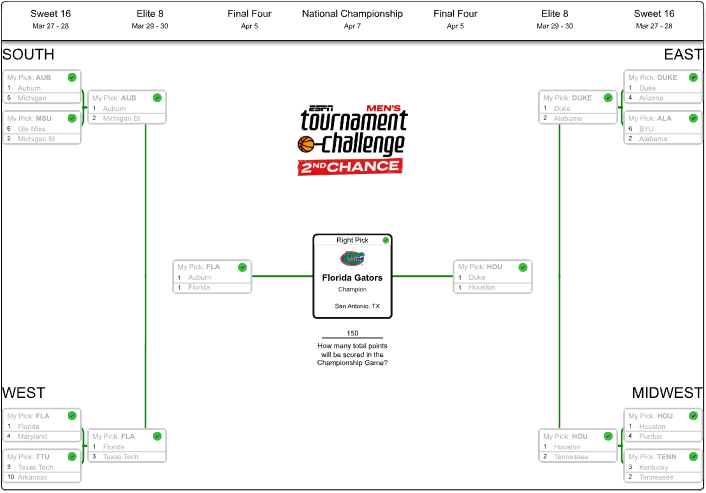 Sweet 16
Mar 27 - 28
Elite 8
Mar 29 - 30
Final Four
Apr 5
National Championship
Apr 7
Final Four
Apr 5
Elite 8
Mar 29 - 30
Sweet 16
Mar 27 - 28
SOUTH
EAST
My Pick: AUB
1 Auburn
5 Michigan
My Pick: MSU
6 Ole Miss
2 Michigan St
My Pick: AUB
1 Auburn
2 Michigan St
ESPN MEN'S
tournament
challenge
2ND CHANCE
My Pick: DUKE
1 Duke
2 Alabama
My Pick: DUKE
1 Duke
4 Arizona
My Pick: ALA
6 BYU
2 Alabama
My Pick: FLA
1 Auburn
1 Florida
Right Pick
Florida Gators
Champion
San Antonio, TX
150
How many total points
will be scored in the
Championship Game?
My Pick: HOU
1 Duke
1 Houston
WEST
MIDWEST
My Pick: FLA
1 Florida
4 Maryland
My Pick: TTU
3 Texas Tech
10 Arkansas
My Pick: FLA
1 Florida
3 Texas Tech
My Pick: HOU
1 Houston
2 Tennessee
My Pick: HOU
1 Houston
4 Purdue
My Pick: TENN
3 Kentucky
2 Tennessee